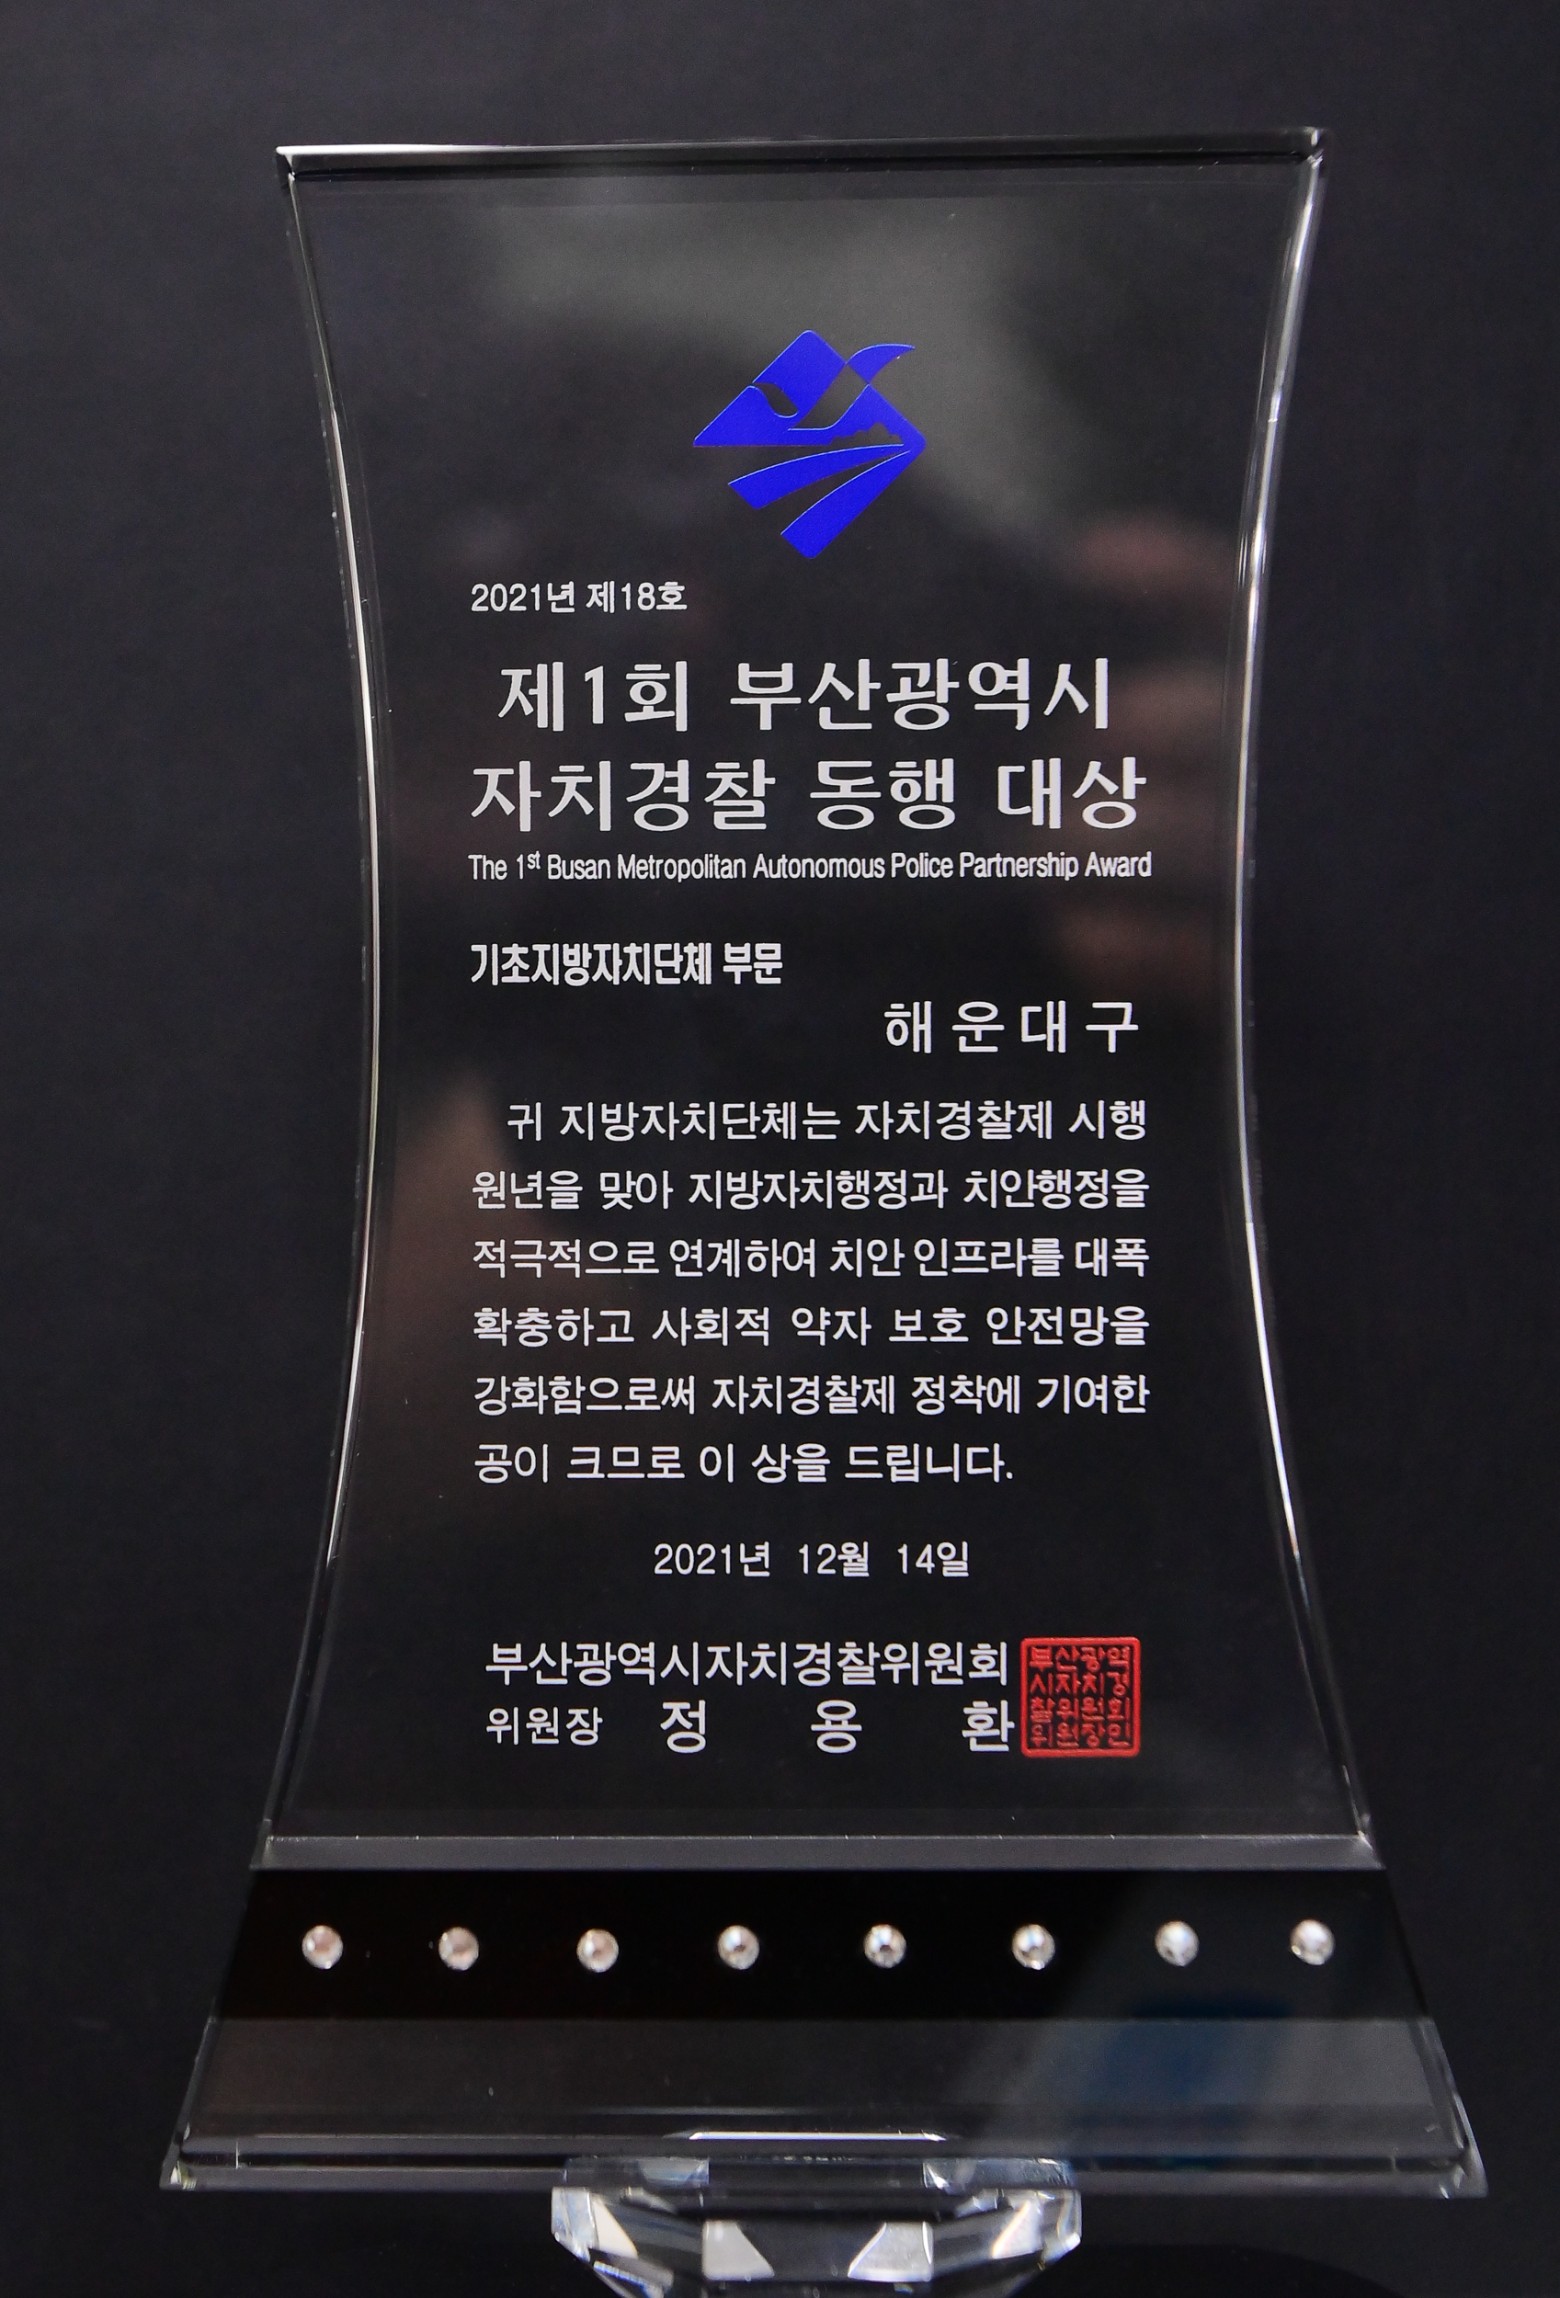 2021년 제18호
제1회 부산광역시
자치경찰 동행 대상
The 1st Busan Metropolitan Autonomous Police Partnership Award
기초지방자치단체 부문
해운대구
귀 지방자치단체는 자치경찰제 시행
원년을 맞아 지방자치행정과 치안행정을
적극적으로 연계하여 치안 인프라를 대폭
확충하고 사회적 약자 보호 안전망을
강화함으로써 자치경찰제 정착에 기여한
공이 크므로 이 상을 드립니다.
2021년 12월 14일
부산광역시자치경찰위원회
위원장 정 용 환
부산광역
시자치경
찰위원회
위원장인